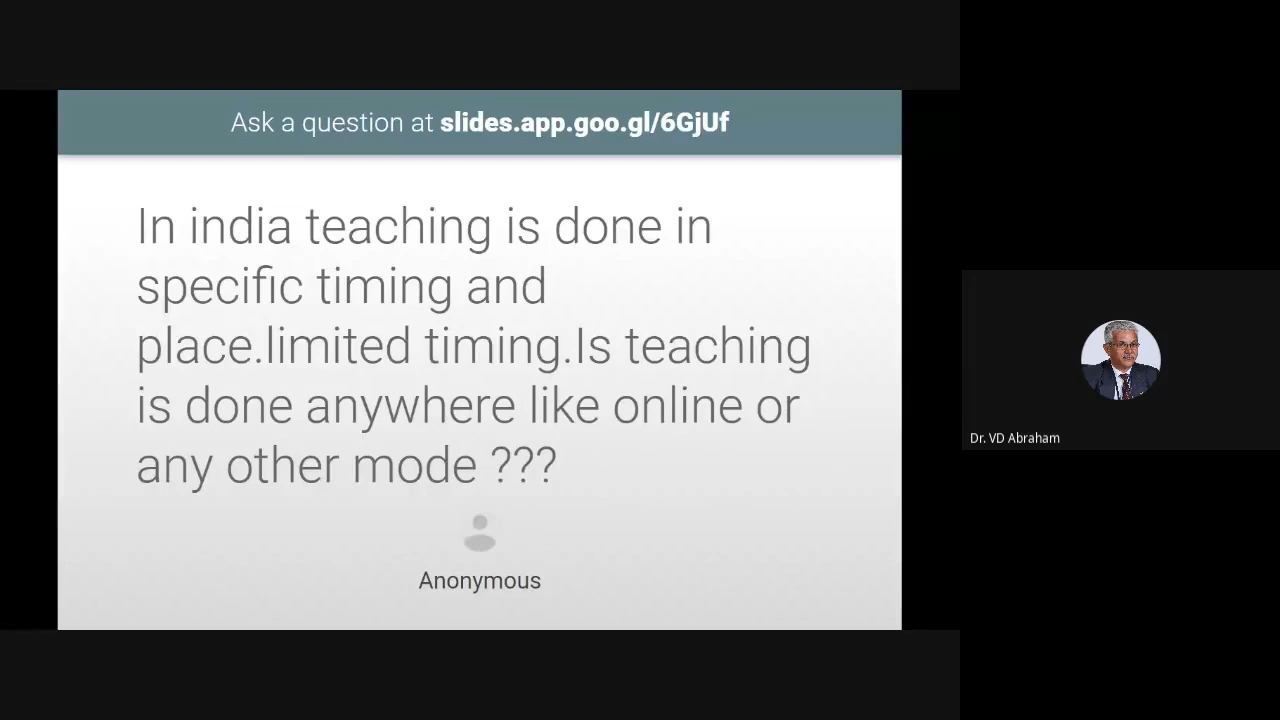 Ask a question at slides.app.goo.gl/6GjUf
In india teaching is done in
specific timing and
place.limited timing.Is teaching
is done anywhere like online or
any other mode ???
Anonymous
Dr. VD Abraham